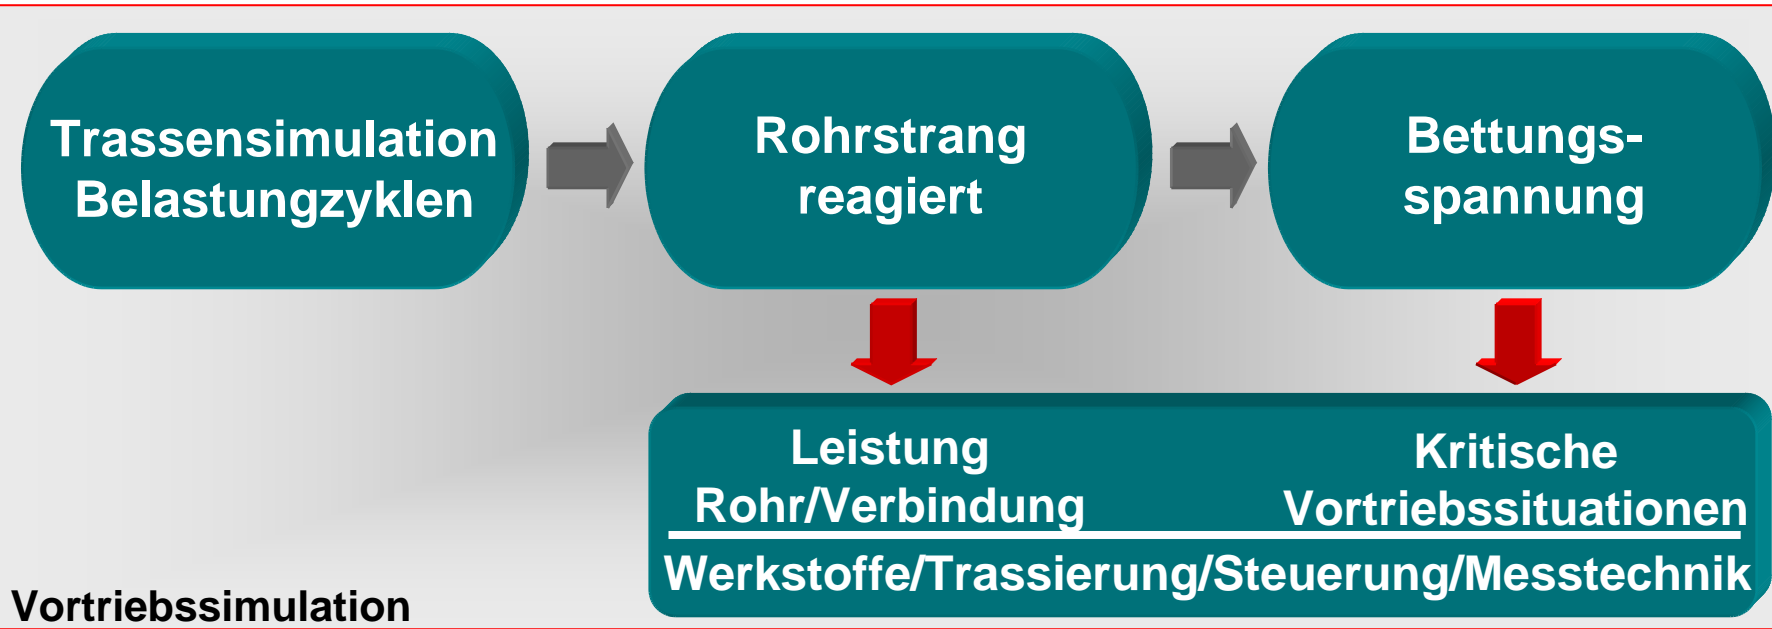 Trassensimulation
Belastungzyklen
Rohrstrang
reagiert
Bettungs-
spannung
Leistung
Rohr/Verbindung
Kritische
Vortriebssituationen
Werkstoffe/Trassierung/Steuerung/Messtechnik
Vortriebssimulation